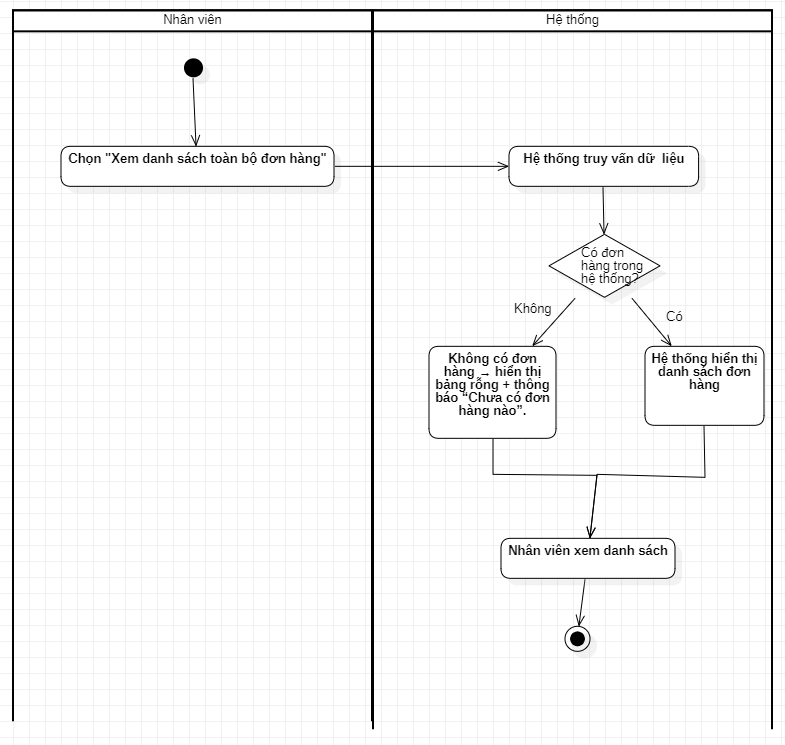 Nhân viên
Hệ thống
Chọn "Xem danh sách toàn bộ đơn hàng"
Hệ thống truy vấn dữ  liệu
Có đơn
hàng trong
hệ thống?
Không
Có
Không có đơn
hàng → hiển thị
bảng rỗng + thông
báo “Chưa có đơn
hàng nào”.
Hệ thống hiển thị
danh sách đơn
hàng
Nhân viên xem danh sách